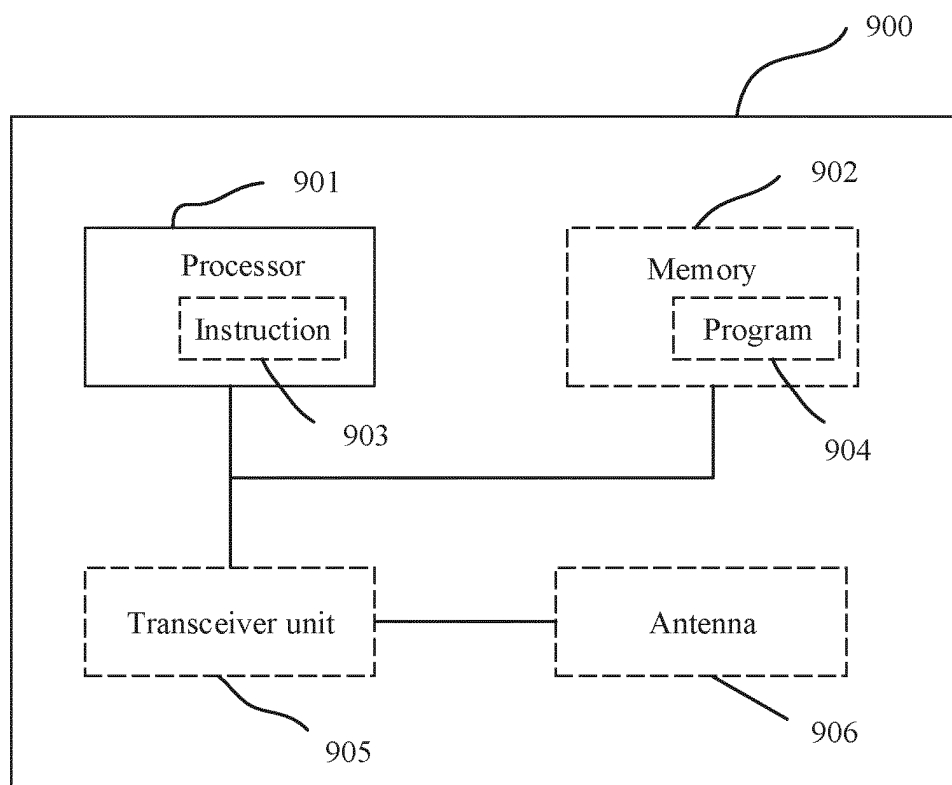 900
901
902
Processor
Memory
Instruction
Program
903
904
Transceiver unit
Antenna
905
906